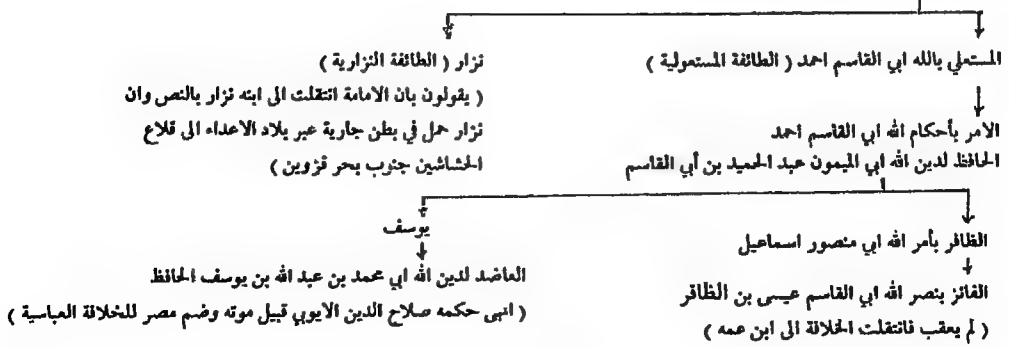 المستعلي بالله ابي القاسم احمد ( الطائفة المستعولية )
نزار ( الطائفة النزارية )
( يقولون بان الامامة انتقلت الى ابنه نزار بالنص وان
نزار حمل في بطن جارية عبر بلاد الاعداء الى قلاع
الحشاشين جنوب بحر قزوين )
الامر بأحكام الله ابي القاسم احمد
الحافظ لدين الله ابي الميمون عبد الحميد بن أبي القاسم
الظافر بأمر الله ابي منصور اسماعيل
الفائز بنصر الله ابي القاسم عيسى بن الظافر
( لم يعقب فانتقلت الخلافة الى ابن عمه )
يوسف
العاضد لدين الله ابي محمد بن عبد الله بن يوسف الحافظ
( انهى حكمه صلاح الدين الايوبي قبيل موته وضم مصر للخلافة العباسية )